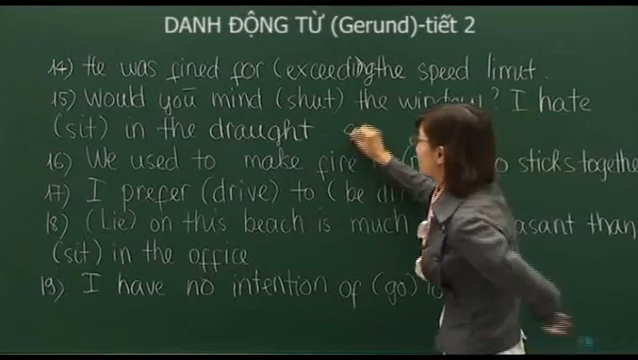 DANH ĐỘNG TỪ (Gerund)-tiết 2
14) He was fined for (exceeding the speed limit.
15) Would you mind (shut) the window? I hate
(sit) in the draught
16) We used to make fire sticks togethe
17) I prefer (drive) to (be
18) (Lie) on this beach is much asant than
(sit) in the office
19) I have no intention of (go) to